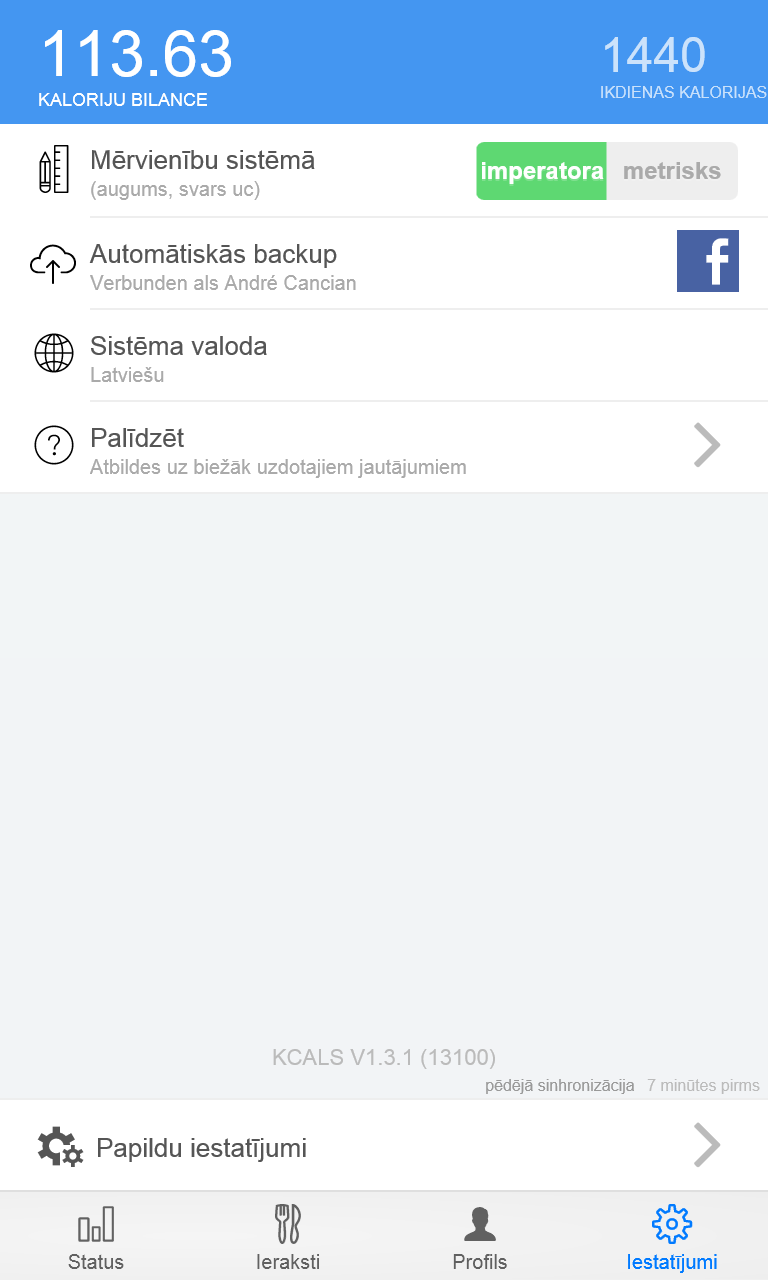 113.63
KALORIJU BILANCE
1440
IKDIENAS KALORIJAS
Mērvienību sistēmā
(augums, svars uc)
imperatora
metrisks
Automātiskās backup
Verbunden als André Cancian
f
Sistēma valoda
Latviešu
Palīdzēt
Atbildes uz biežāk uzdotajiem jautājumiem
KCALS V1.3.1 (13100)
pēdējā sinhronizācija 7 minūtes pirms
Papildu iestatījumi
Status
Ieraksti
Profils
Iestatījumi